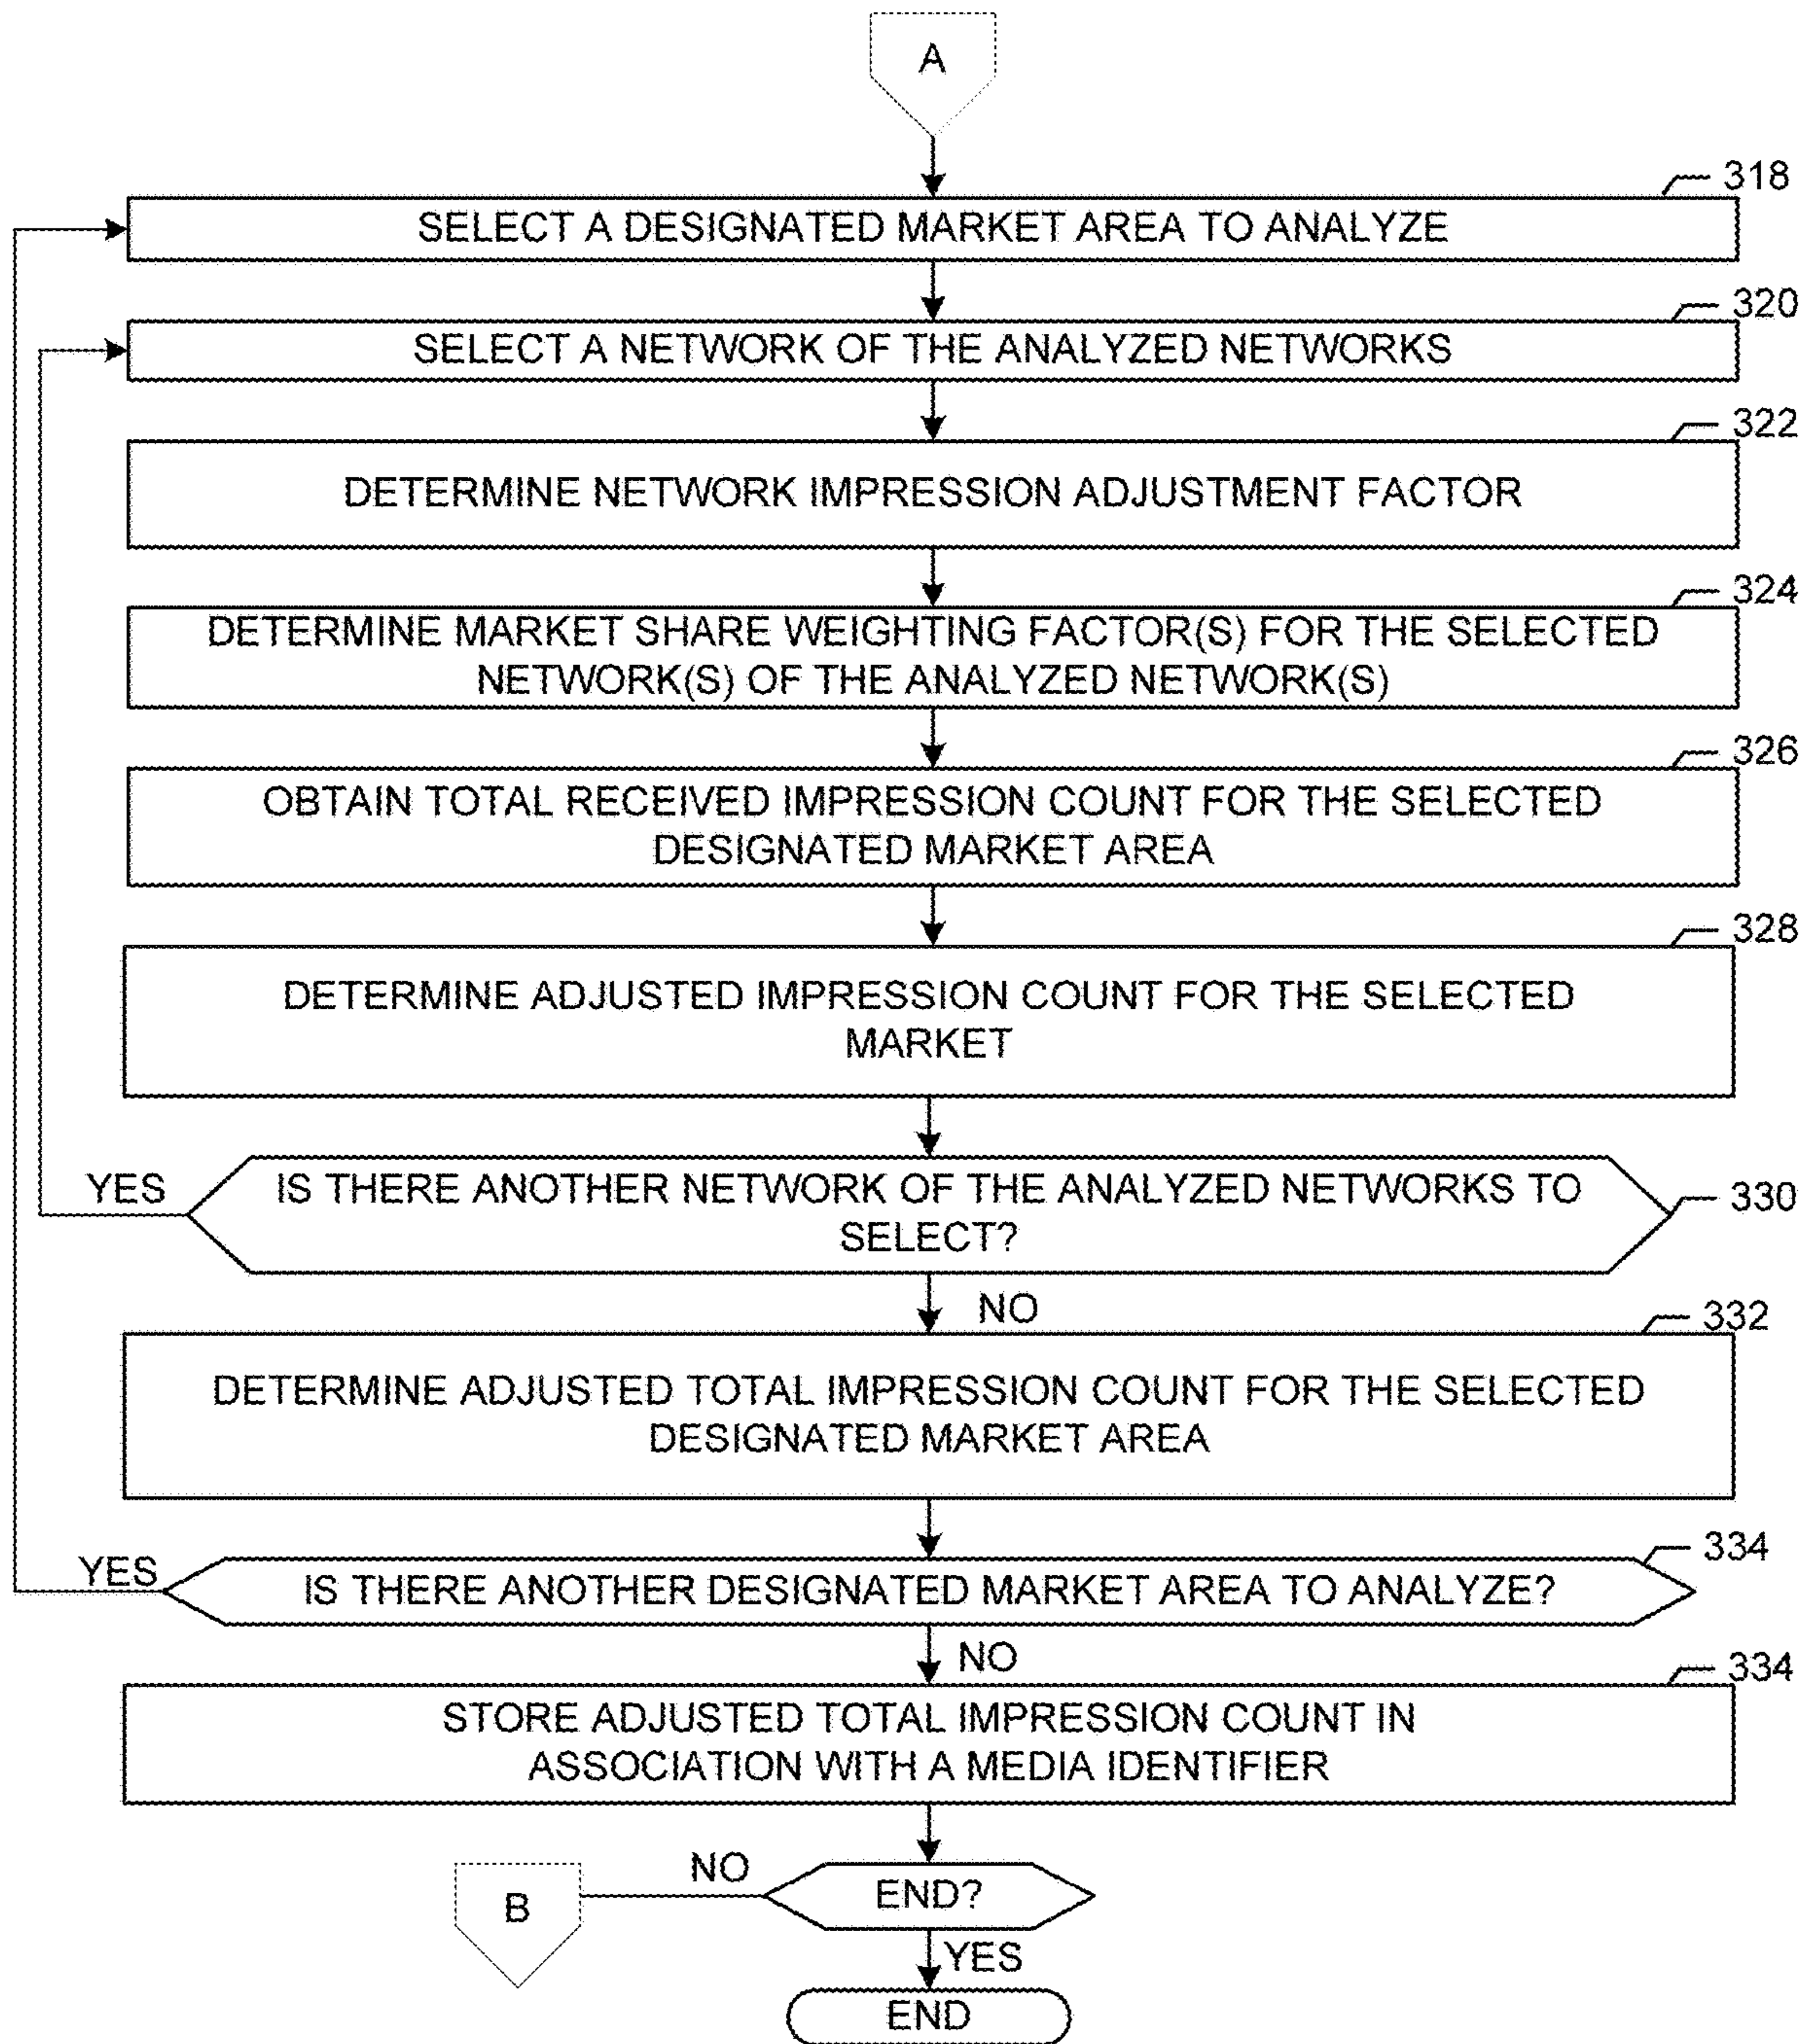 A
318
SELECT A DESIGNATED MARKET AREA TO ANALYZE
320
SELECT A NETWORK OF THE ANALYZED NETWORKS
322
DETERMINE NETWORK IMPRESSION ADJUSTMENT FACTOR
324
DETERMINE MARKET SHARE WEIGHTING FACTOR(S) FOR THE SELECTED
NETWORK(S) OF THE ANALYZED NETWORK(S)
326
OBTAIN TOTAL RECEIVED IMPRESSION COUNT FOR THE SELECTED
DESIGNATED MARKET AREA
328
DETERMINE ADJUSTED IMPRESSION COUNT FOR THE SELECTED
MARKET
YES
IS THERE ANOTHER NETWORK OF THE ANALYZED NETWORKS TO
SELECT?
330
NO
332
DETERMINE ADJUSTED TOTAL IMPRESSION COUNT FOR THE SELECTED
DESIGNATED MARKET AREA
334
YES
IS THERE ANOTHER DESIGNATED MARKET AREA TO ANALYZE?
NO
334
STORE ADJUSTED TOTAL IMPRESSION COUNT IN
ASSOCIATION WITH A MEDIA IDENTIFIER
NO
END?
B
YES
END